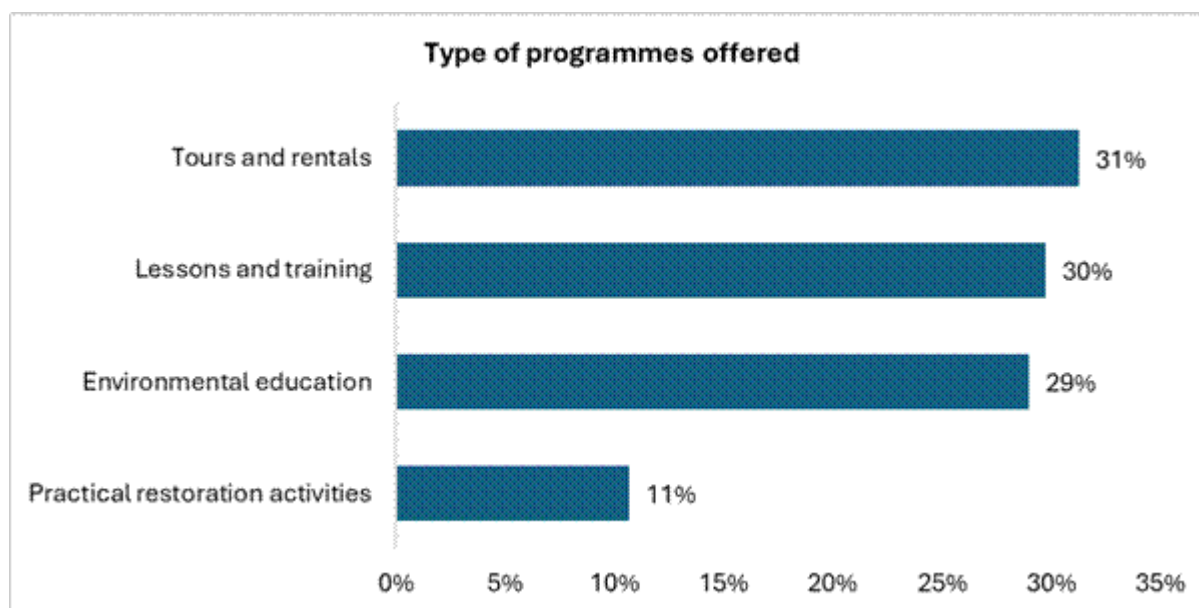 Type of programmes offered
Tours and rentals 31%
Lessons and training 30%
Environmental education 29%
Practical restoration activities 11%
0% 5% 10% 15% 20% 25% 30% 35%